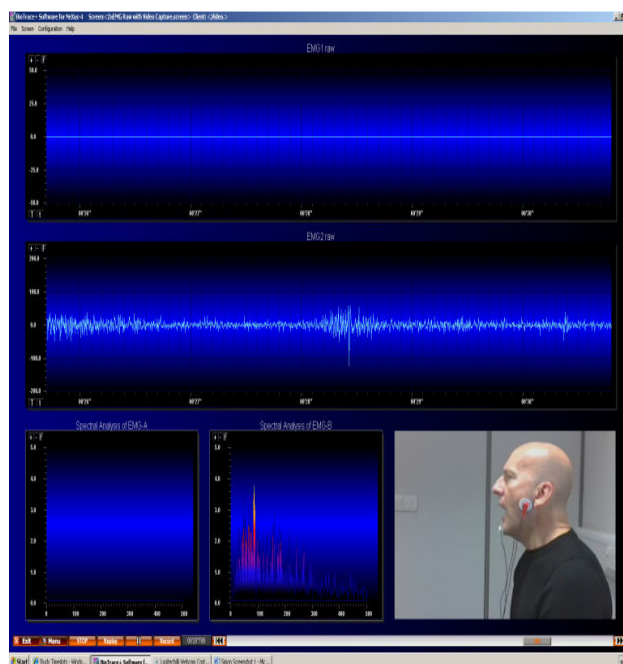 BioTrace+ Software for NeXus-4 Screen: <2xEMG Raw with Video Capture.screen> Client: <Video,>
File Screen Configuration Help
EMG1 raw
+ - F
50.0
25.0
0.0
-25.0
-50.0
00'26" 00'27" 00'28" 00'29" 00'30"
EMG2 raw
+ - F
200.0
100.0
0.0
-100.0
-200.0
00'26" 00'27" 00'28" 00'29" 00'30"
Spectral Analysis of EMG-A Spectral Analysis of EMG-B
+ - F + - F
5.0 5.0
4.0 4.0
3.0 3.0
2.0 2.0
1.0 1.0
0.0 0.0
0 100 200 300 400 500 0 100 200 300 400 500
Exit Menu STOP Replay Record
Start BioTrace+ Software f...